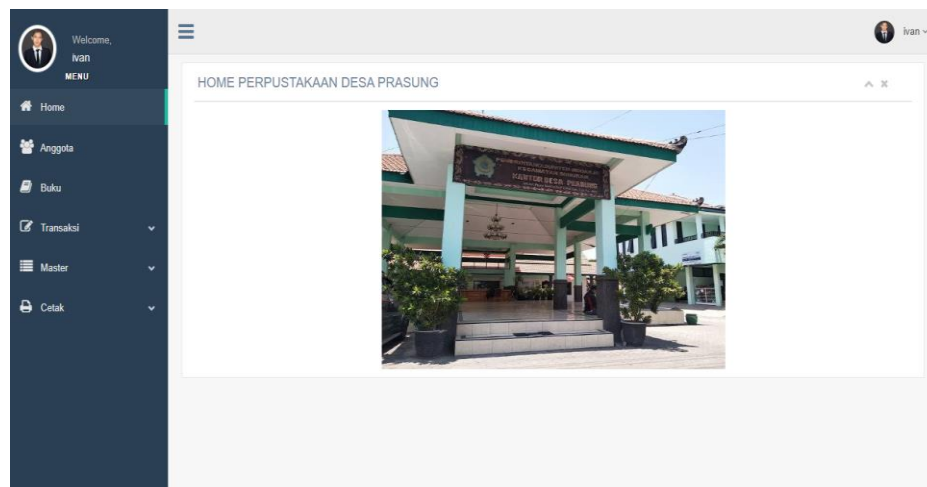 Welcome,
ivan
MENU
Home
Anggota
Buku
Transaksi
Master
Cetak
ivan
HOME PERPUSTAKAAN DESA PRASUNG
KANTOR DESA PRASUNG